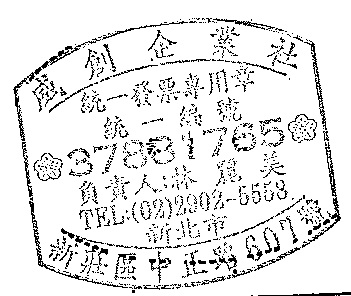 威創企業社
統一發票專用章
統一編號
37881765
負責人:林麗美
TEL:(02)2902-5558
新北市
新莊區中正路607號